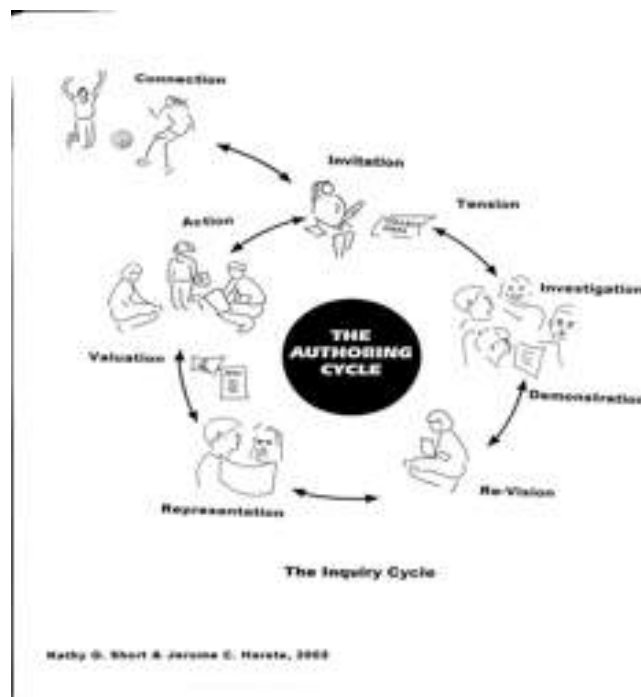 Connection
Invitation
Tension
Action
Investigation
THE
AUTHORING
CYCLE
Valuation
Demonstration
Re-Vision
Representation
The Inquiry Cycle
Kathy G. Short & Jerome C. Harste, 2002